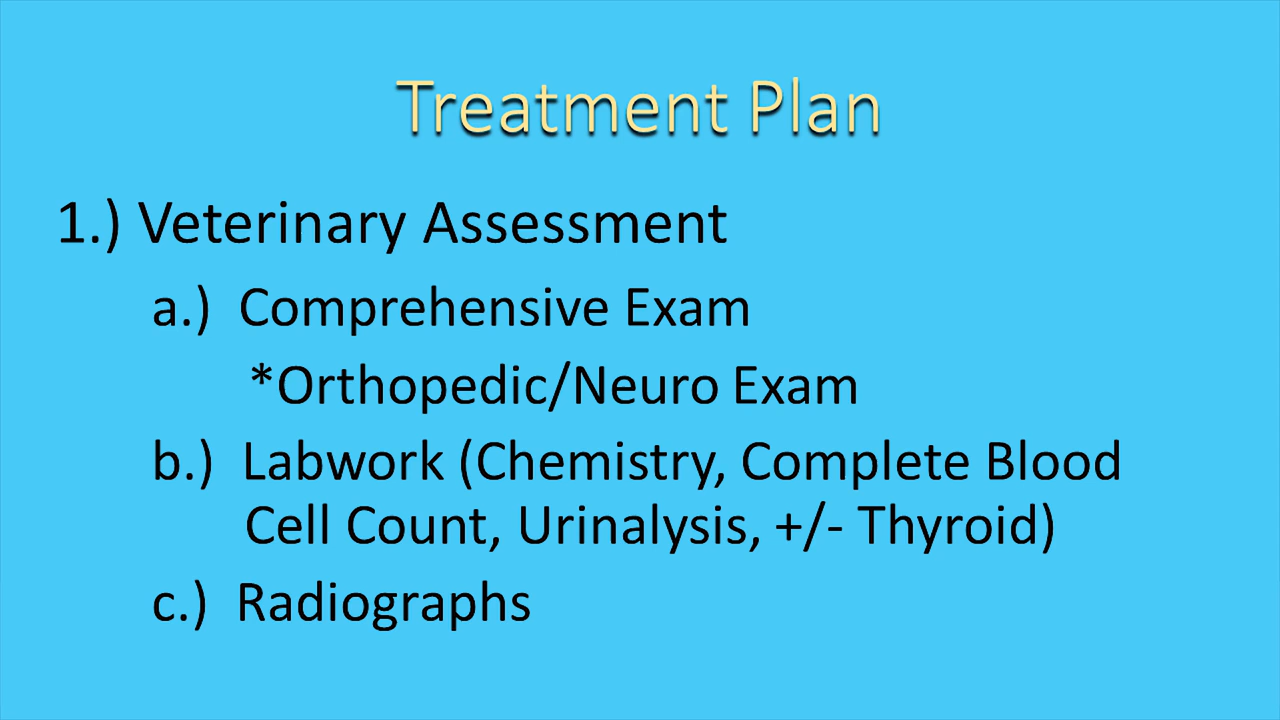 Treatment Plan
1.) Veterinary Assessment
a.) Comprehensive Exam
*Orthopedic/Neuro Exam
b.) Labwork (Chemistry, Complete Blood
Cell Count, Urinalysis, +/- Thyroid)
c.) Radiographs